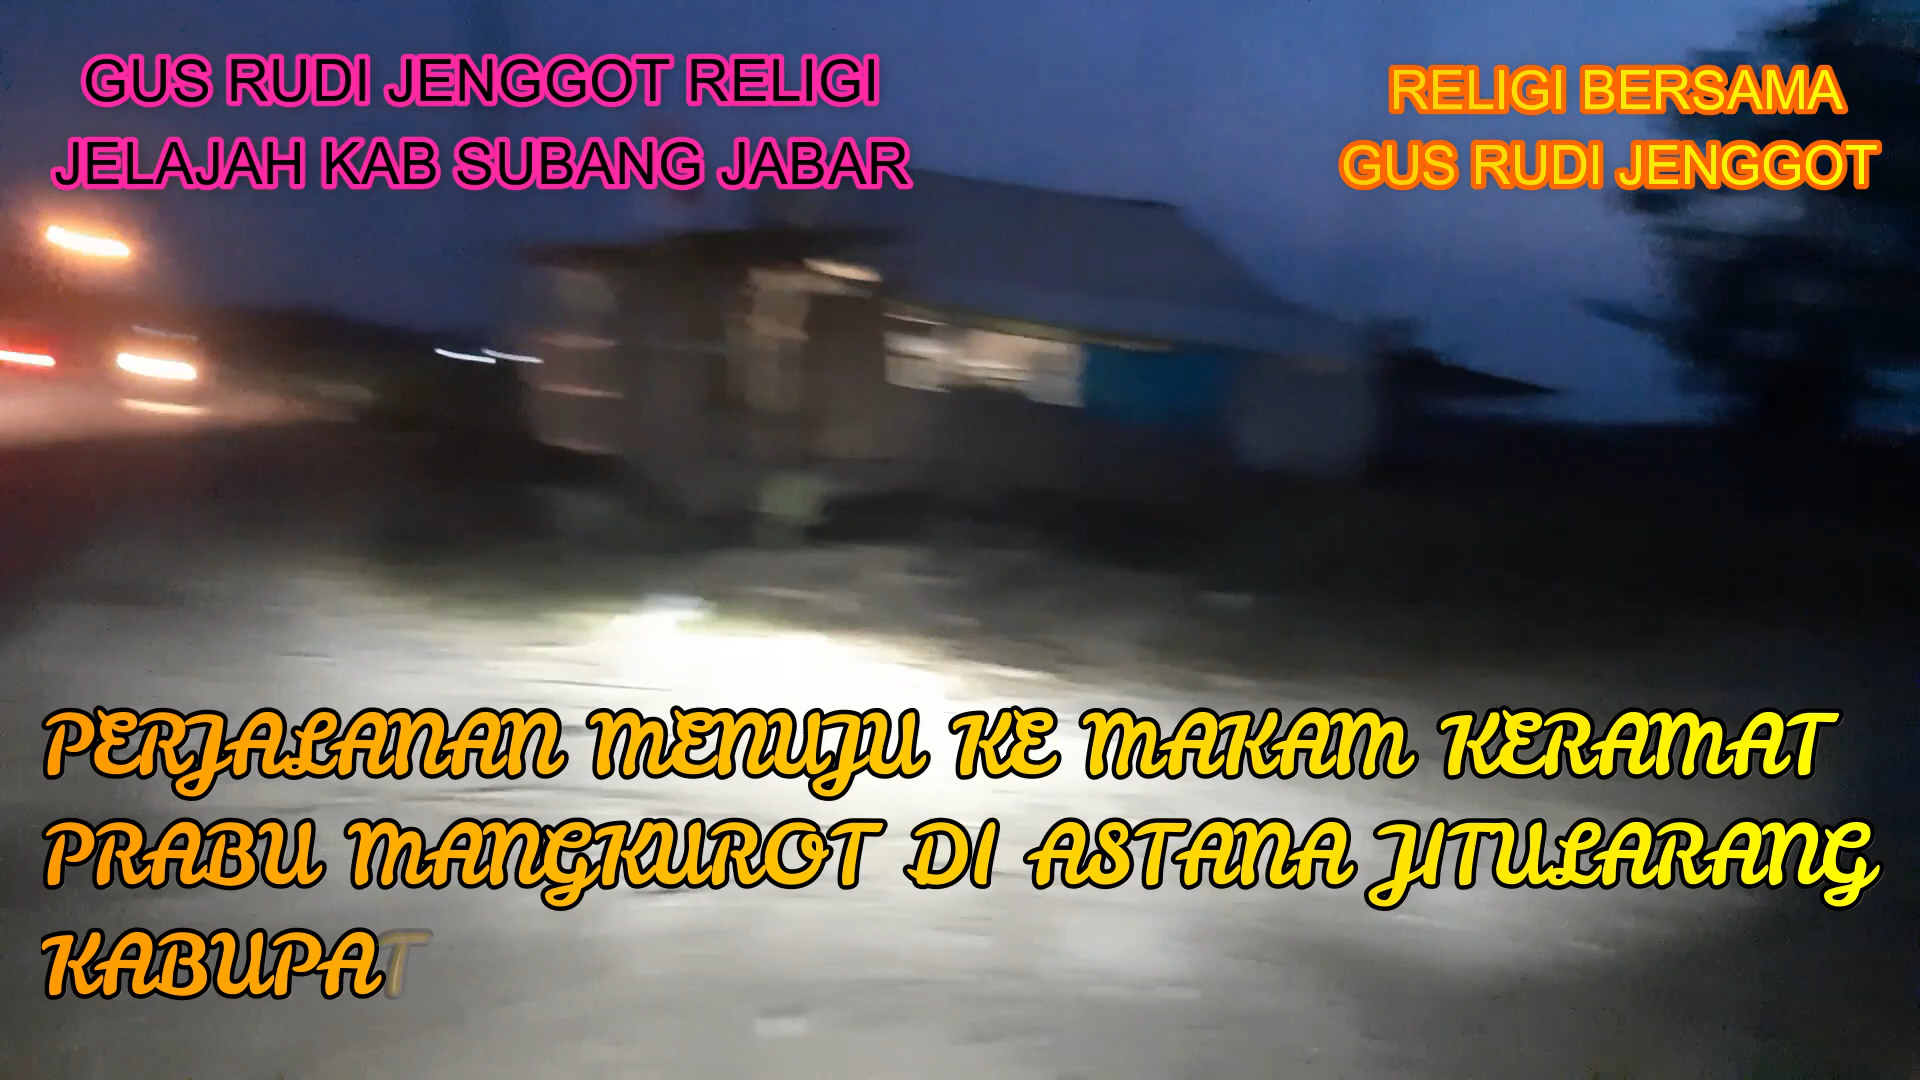 GUS RUDI JENGGOT RELIGI
JELAJAH KAB SUBANG JABAR
RELIGI BERSAMA
GUS RUDI JENGGOT
PERJALANAN MENUJU KE MAKAM KERAMAT
PRABU MANGKUROT DI ASTANA JITULARANG
KABUPAT